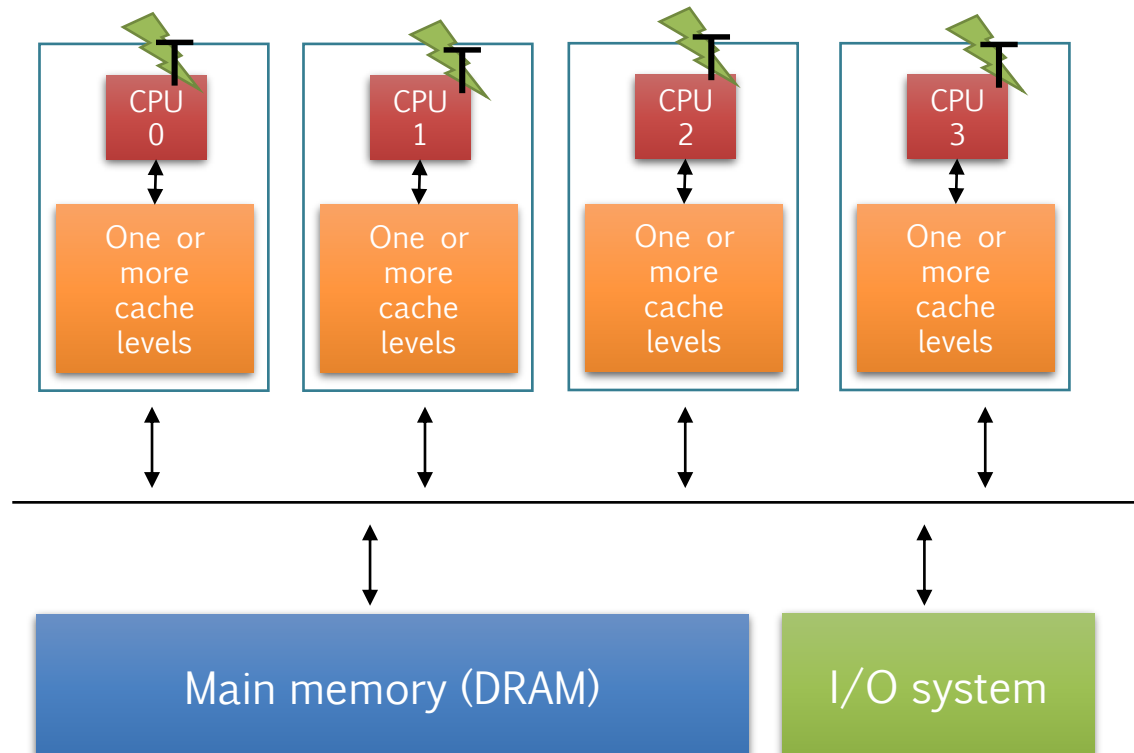 T
T
T
T
CPU
0
CPU
1
CPU
2
CPU
3
One or
more
cache
levels
One or
more
cache
levels
One or
more
cache
levels
One or
more
cache
levels
Main memory (DRAM)
I/O system